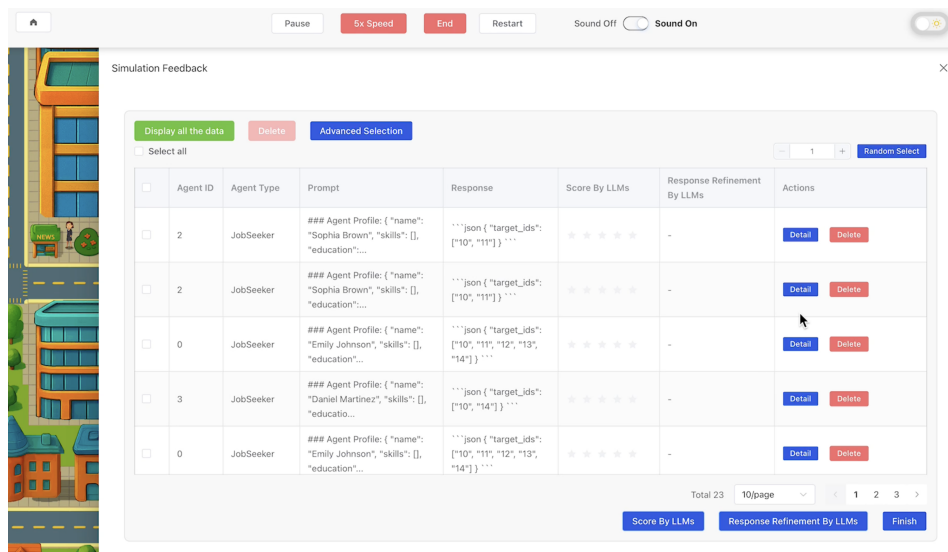 Pause 5x Speed End Restart Sound Off Sound On
Simulation Feedback
Display all the data Delete Advanced Selection
Select all 1 Random Select
Agent ID Agent Type Prompt Response Score By LLMs Response Refinement By LLMs Actions
2 JobSeeker ### Agent Profile: { "name": "Sophia Brown", "skills": [], "education":... ```json { "target_ids": ["10", "11"] } ``` - Detail Delete
2 JobSeeker ### Agent Profile: { "name": "Sophia Brown", "skills": [], "education":... ```json { "target_ids": ["10", "11"] } ``` - Detail Delete
0 JobSeeker ### Agent Profile: { "name": "Emily Johnson", "skills": [], "education"... ```json { "target_ids": ["10", "11", "12", "13", "14"] } ``` - Detail Delete
3 JobSeeker ### Agent Profile: { "name": "Daniel Martinez", "skills": [], "educatio... ```json { "target_ids": ["10", "14"] } ``` - Detail Delete
0 JobSeeker ### Agent Profile: { "name": "Emily Johnson", "skills": [], "education"... ```json { "target_ids": ["10", "11", "12", "13", "14"] } ``` - Detail Delete
NEWS
Total 23 10/page 1 2 3
Score By LLMs Response Refinement By LLMs Finish